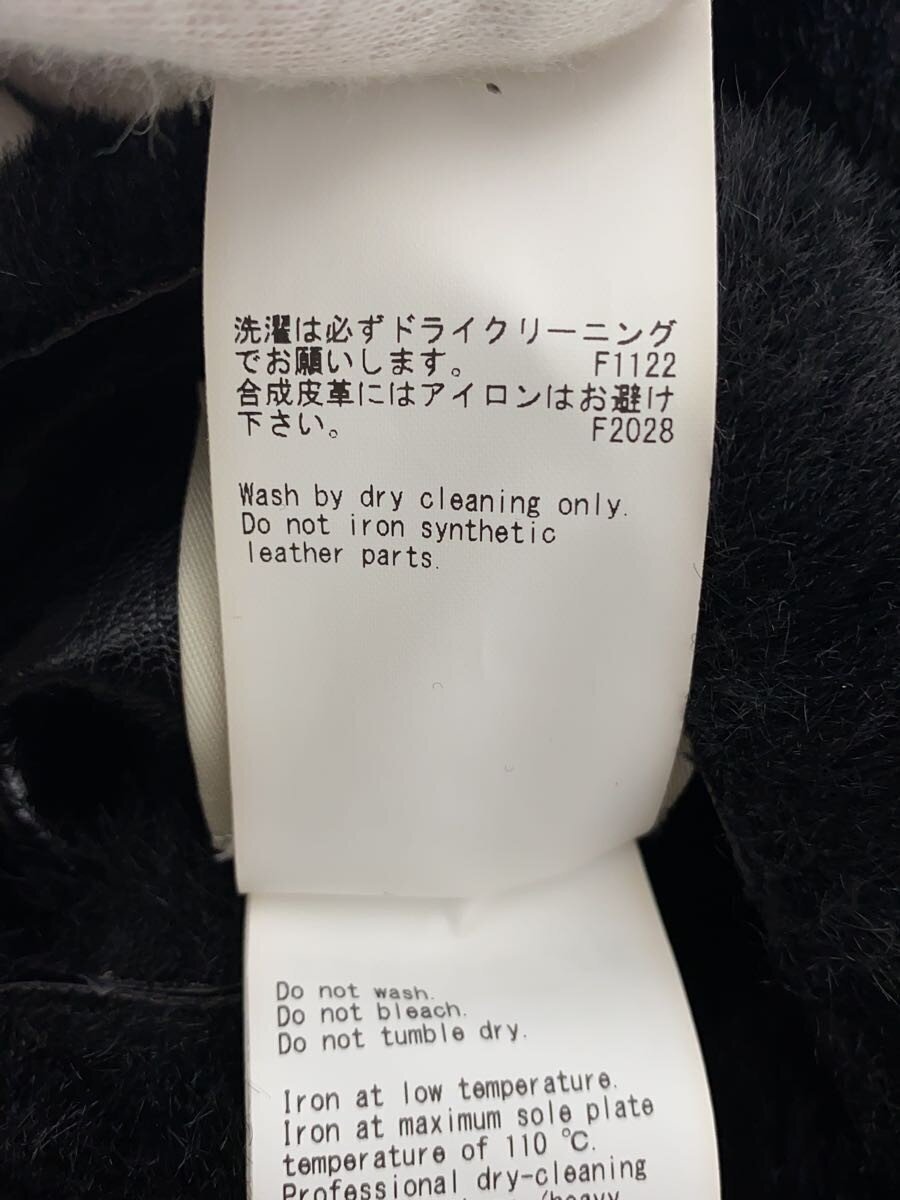 洗濯は必ずドライクリーニング
でお願いします。 F1122
合成皮革にはアイロンはお避け
下さい。 F2028
Wash by dry cleaning only.
Do not iron synthetic
leather parts.
Do not wash.
Do not bleach.
Do not tumble dry.
Iron at low temperature.
Iron at maximum sole plate
temperature of 110 ℃.
Professional dry-cleaning